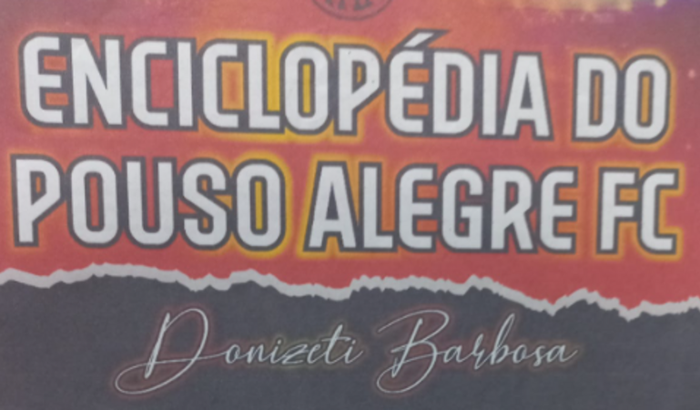 ENCICLOPÉDIA DO
POUSO ALEGRE FC
Donizeti Barbosa